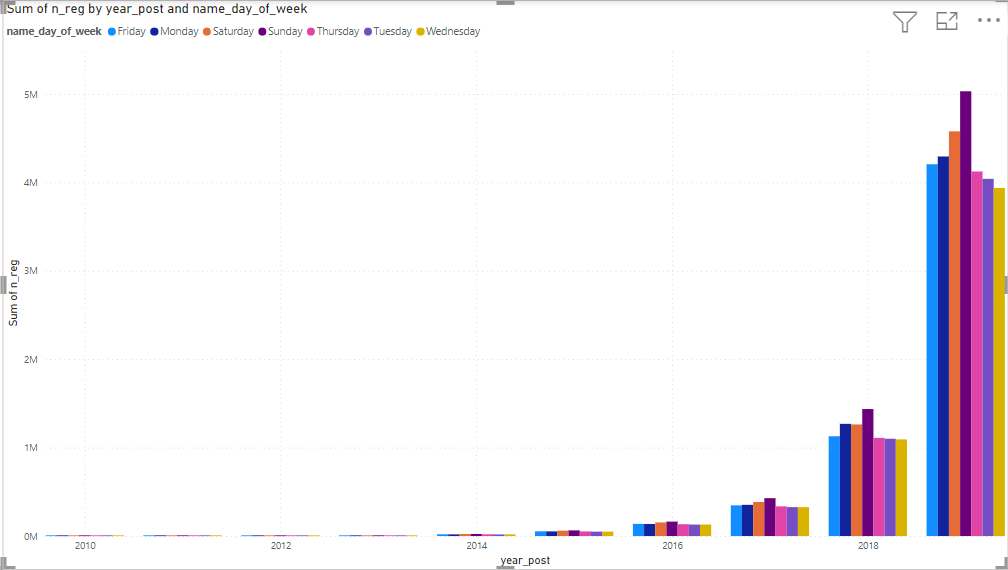 Sum of n_reg by year_post and name_day_of_week
name_day_of_week Friday Monday Saturday Sunday Thursday Tuesday Wednesday
5M
4M
3M
2M
1M
0M
Sum of n_reg
2010 2012 2014 2016 2018
year_post